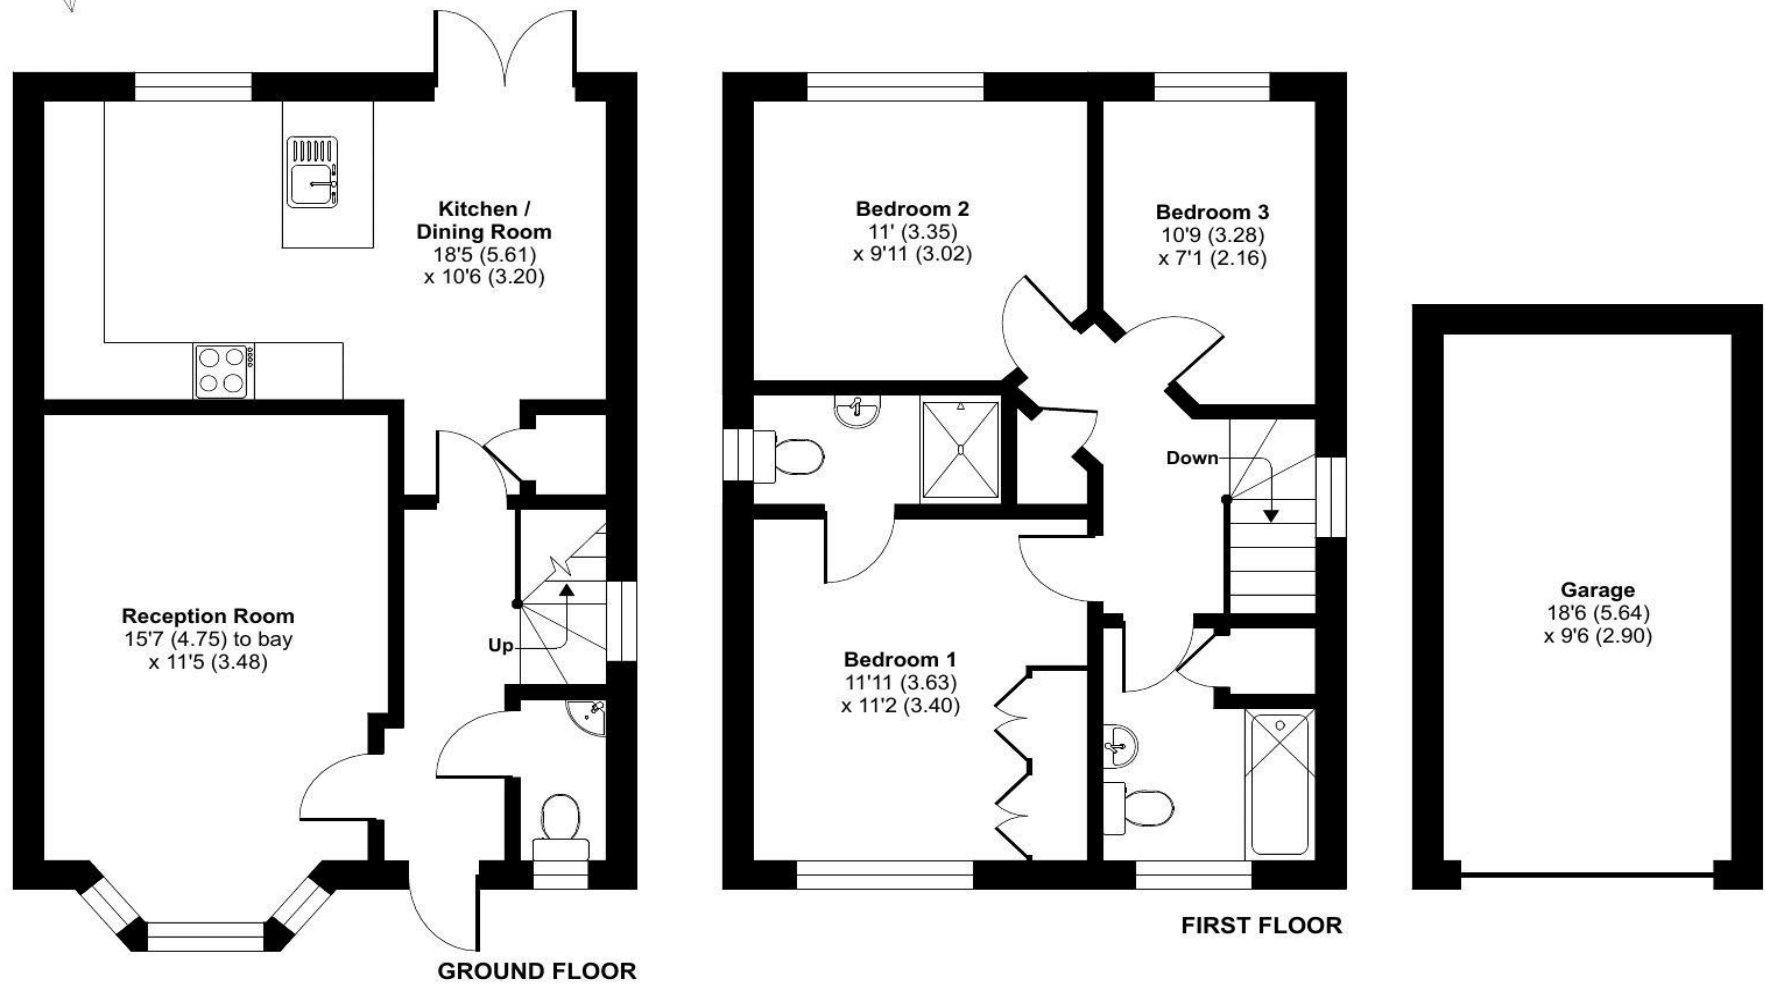 Kitchen /
Dining Room
18'5 (5.61)
x 10'6 (3.20)
Reception Room
15'7 (4.75) to bay
x 11'5 (3.48)
Up
GROUND FLOOR
Bedroom 2
11' (3.35)
x 9'11 (3.02)
Bedroom 3
10'9 (3.28)
x 7'1 (2.16)
Down
Bedroom 1
11'11 (3.63)
x 11'2 (3.40)
FIRST FLOOR
Garage
18'6 (5.64)
x 9'6 (2.90)